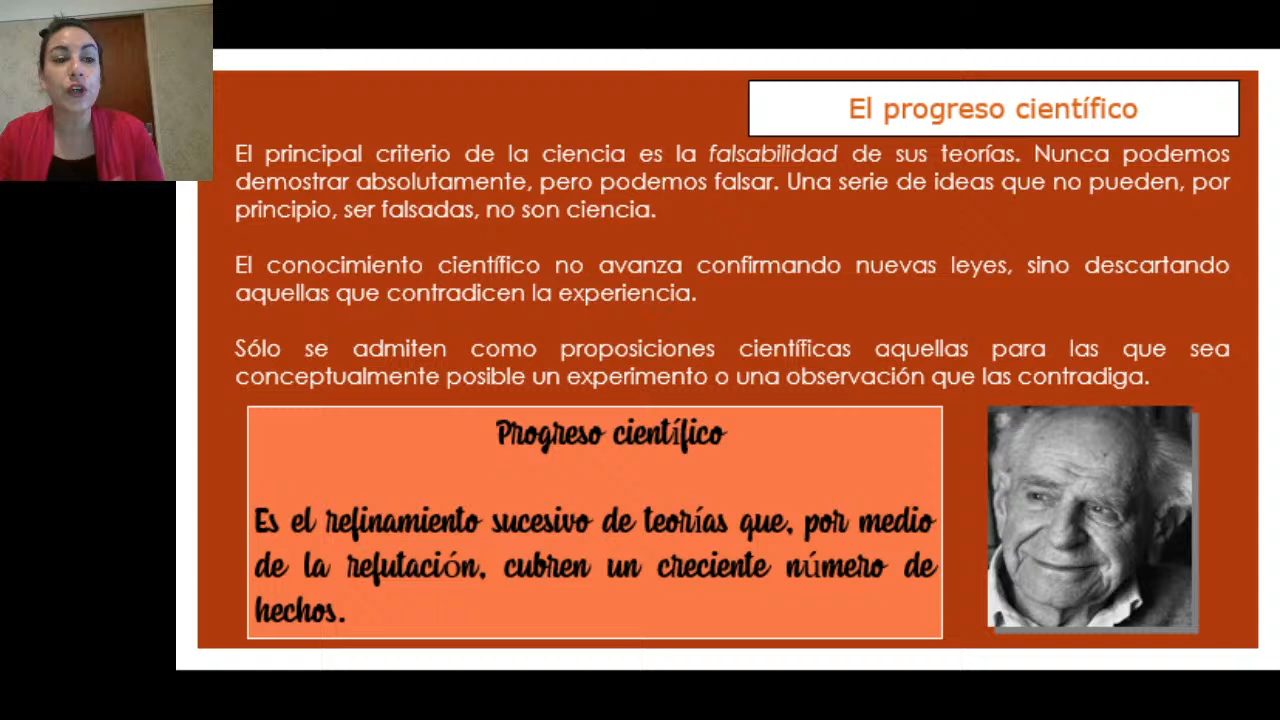 El progreso científico
El principal criterio de la ciencia es la falsabilidad de sus teorías. Nunca podemos
demostrar absolutamente, pero podemos falsar. Una serie de ideas que no pueden, por
principio, ser falsadas, no son ciencia.
El conocimiento científico no avanza confirmando nuevas leyes, sino descartando
aquellas que contradicen la experiencia.
Sólo se admiten como proposiciones científicas aquellas para las que sea
conceptualmente posible un experimento o una observación que las contradiga.
Progreso científico
Es el refinamiento sucesivo de teorías que, por medio
de la refutación, cubren un creciente número de
hechos.